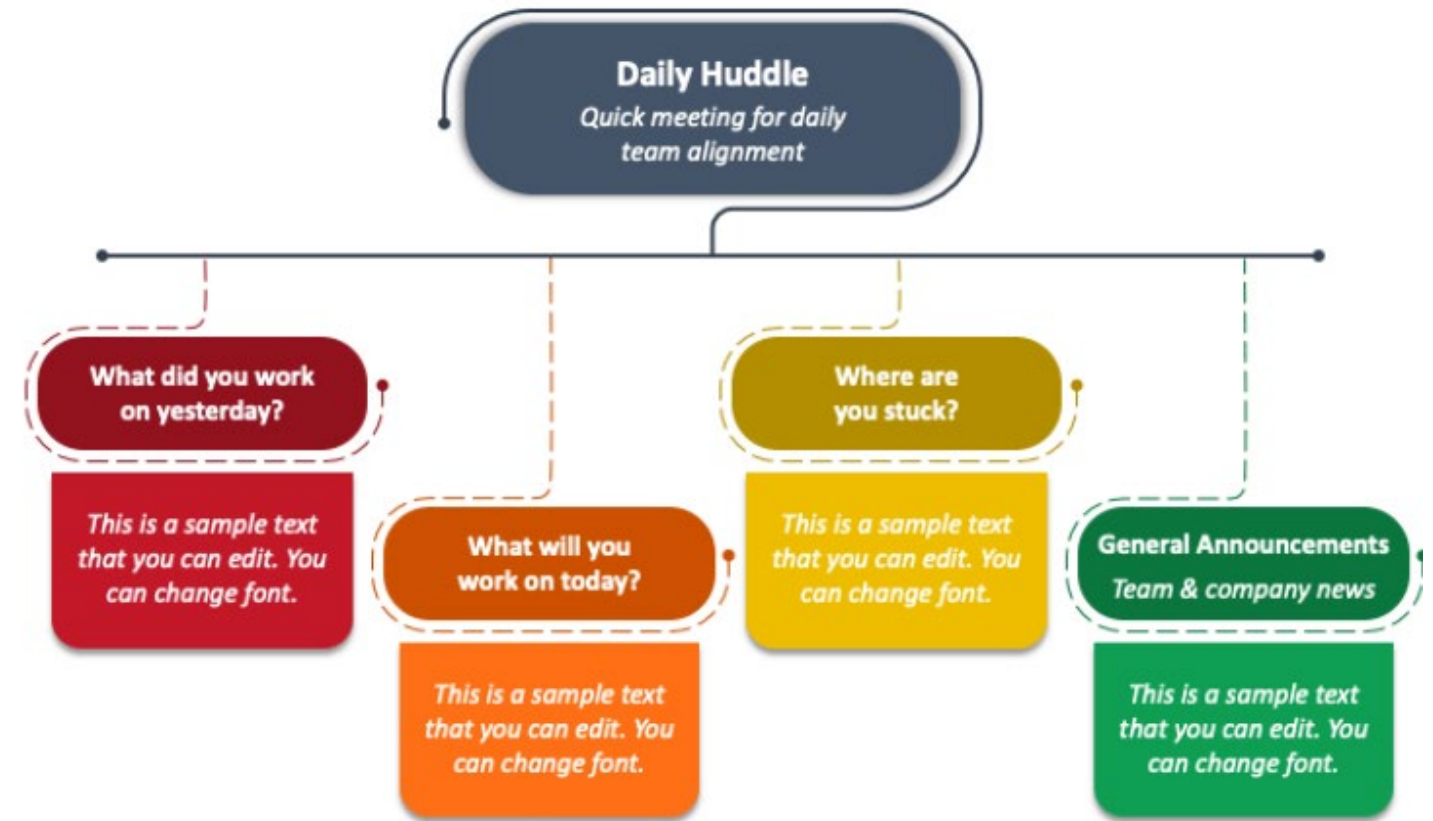 Daily Huddle
Quick meeting for daily
team alignment
What did you work
on yesterday?
This is a sample text
that you can edit. You
can change font.
What will you
work on today?
This is a sample text
that you can edit. You
can change font.
Where are
you stuck?
This is a sample text
that you can edit. You
can change font.
General Announcements
Team & company news
This is a sample text
that you can edit. You
can change font.